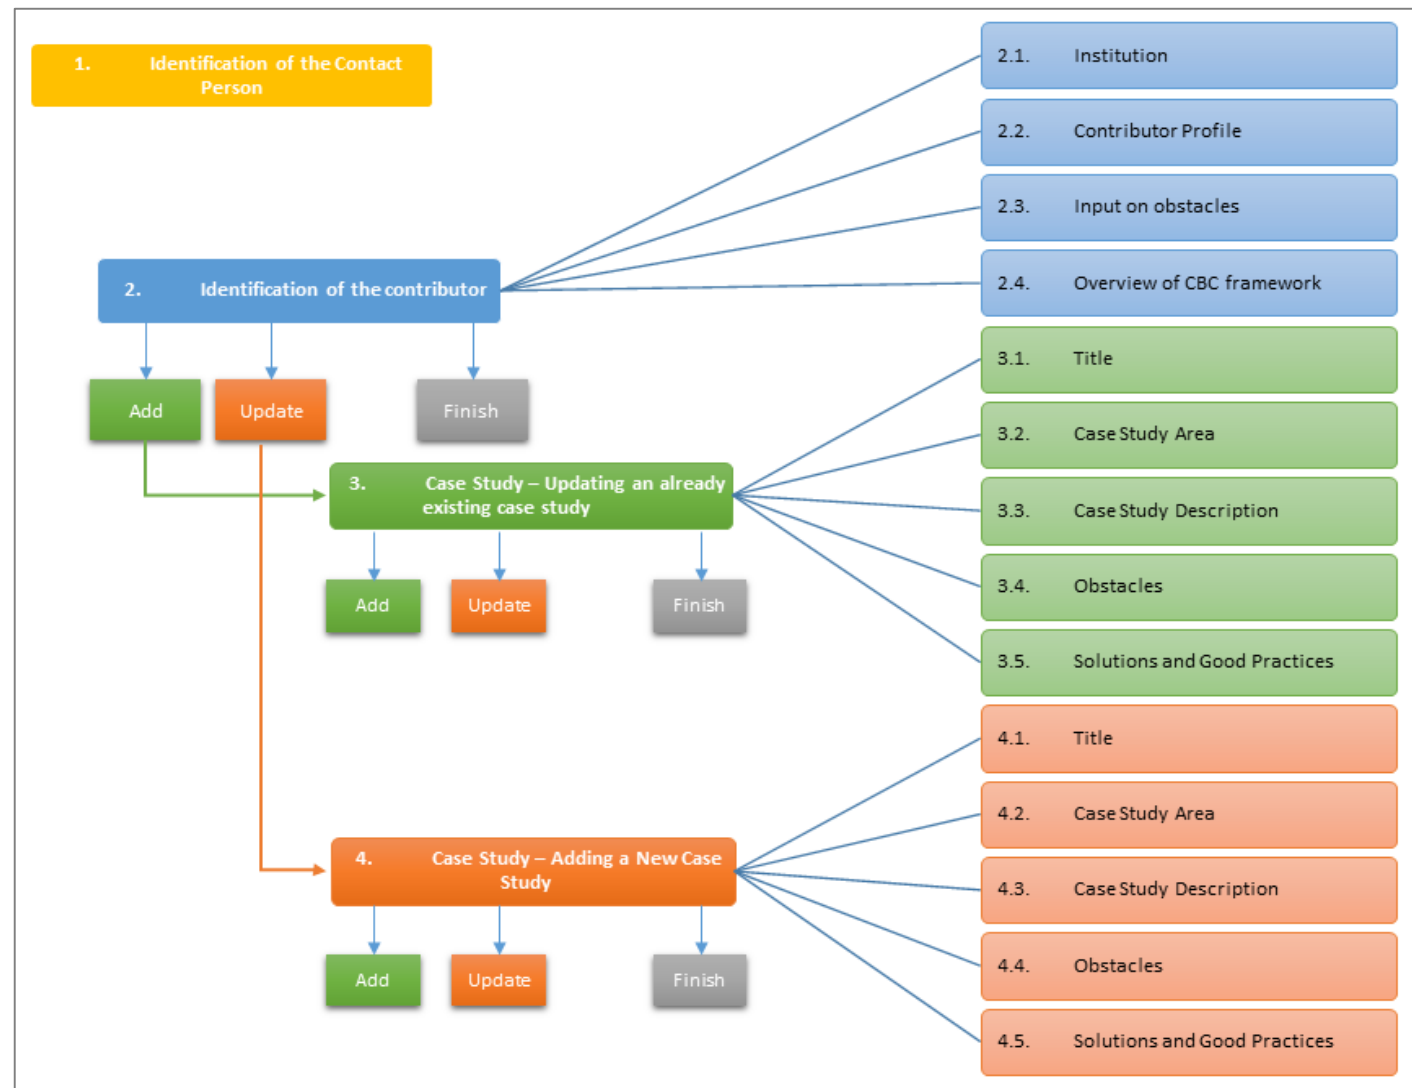 1. Identification of the Contact
Person
2.1. Institution
2.2. Contributor Profile
2.3. Input on obstacles
2. Identification of the contributor
2.4. Overview of CBC framework
3.1. Title
Add Update Finish
3.2. Case Study Area
3. Case Study – Updating an already
existing case study
3.3. Case Study Description
3.4. Obstacles
Add Update Finish
3.5. Solutions and Good Practices
4.1. Title
4.2. Case Study Area
4. Case Study – Adding a New Case
Study
4.3. Case Study Description
4.4. Obstacles
Add Update Finish
4.5. Solutions and Good Practices